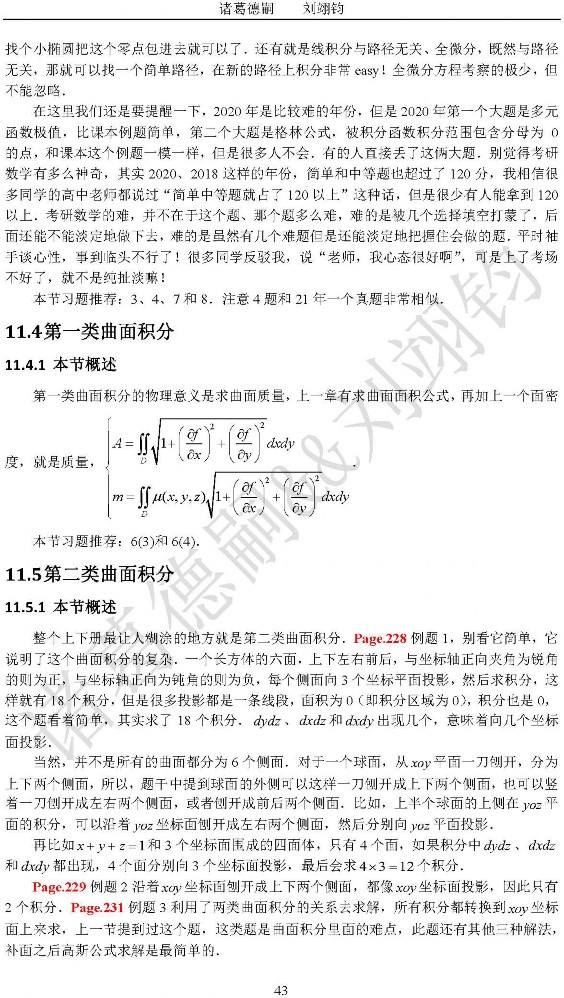 诸葛德嗣 刘翊钧
找个小椭圆把这个零点包进去就可以了．还有就是线积分与路径无关、全微分，既然与路径
无关，那就可以找一个简单路径，在新的路径上积分非常 easy！全微分方程考察的极少，但
不能忽略．
在这里我们还是要提醒一下，2020 年是比较难的年份，但是 2020 年第一个大题是多元
函数极值，比课本例题简单，第二个大题是格林公式，被积分函数积分范围包含分母为 0
的点，和课本这个例题一模一样，但是很多人不会．有的人直接丢了这俩大题．别觉得考研
数学有多么神奇，其实 2020、2018 这样的年份，简单和中等题也超过了 120 分，我相信很
多同学的高中老师都说过“简单中等题就占了 120 以上”这种话，但是很少有人能拿到 120
以上．考研数学的难，并不在于这个题、那个题多么难，难的是被几个选择填空打蒙了，后
面还能不能淡定地做下去，难的是虽然有几个难题但是还能淡定地把握住会做的题．平时袖
手谈心性，事到临头不行了！很多同学反驳我，说“老师，我心态很好啊”，可是上了考场
不好了，就不是纯扯淡嘛！
本节习题推荐：3、4、7 和 8．注意 4 题和 21 年一个真题非常相似．
11.4第一类曲面积分
11.4.1 本节概述
第一类曲面积分的物理意义是求曲面质量，上一章有求曲面面积公式，再加上一个面密
度，就是质量，{ A = ∬_D √(1+(∂f/∂x)²+(∂f/∂y)²) dxdy
m = ∬_D μ(x, y, z)√(1+(∂f/∂x)²+(∂f/∂y)²) dxdy ．
本节习题推荐：6(3)和 6(4)．
11.5第二类曲面积分
11.5.1 本节概述
整个上下册最让人糊涂的地方就是第二类曲面积分．Page.228 例题 1，别看它简单，它
说明了这个曲面积分的复杂．一个长方体的六面，上下左右前后，与坐标轴正向夹角为锐角
的则为正，与坐标轴正向为钝角的则为负，每个侧面向 3 个坐标平面投影，然后求积分，这
样就有 18 个积分，但是很多投影都是一条线段，面积为 0（即积分区域为 0），积分也是 0，
这个题看着简单，其实求了 18 个积分．dydz 、dxdz 和 dxdy 出现几个，意味着向几个坐标
面投影．
当然，并不是所有的曲面都分为 6 个侧面．对于一个球面，从 xoy 平面一刀刨开，分为
上下两个侧面，所以，题干中提到球面的外侧可以这样一刀刨开成上下两个侧面，也可以竖
着一刀刨开成左右两个侧面，或者刨开成前后两个侧面．比如，上半个球面的上侧在 yoz 平
面的积分，可以沿着 yoz 坐标面刨开成左右两个侧面，然后分别向 yoz 平面投影．
再比如 x + y + z = 1 和 3 个坐标面围成的四面体，只有 4 个面，如果积分中 dydz 、dxdz
和 dxdy 都出现，4 个面分别向 3 个坐标面投影，最后会求 4×3=12 个积分．
Page.229 例题 2 沿着 xoy 坐标面刨开成上下两个侧面，都像 xoy 坐标面投影，因此只有
2 个积分．Page.231 例题 3 利用了两类曲面积分的关系去求解，所有积分都转换到 xoy 坐标
面上来求，上一节提到过这个题，这类题是曲面积分里面的难点，此题还有其他三种解法，
补面之后高斯公式求解是最简单的．
43
诸葛德嗣&&刘翊钧